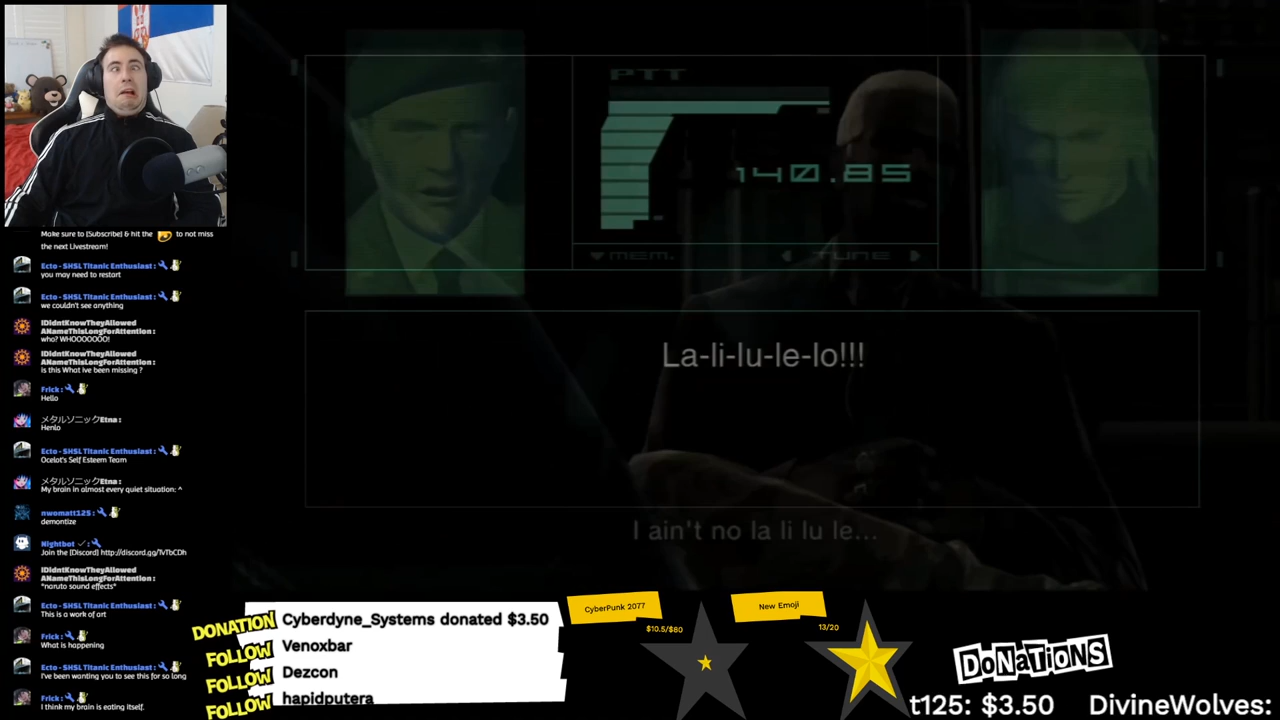 PTT
140.85
MEM.
TUNE
La-li-lu-le-lo!!!
I ain't no la li lu le...
Make sure to [Subscribe] & hit the to not miss
the next Livestream!
Ecto - SHSL Titanic Enthusiast :
you may need to restart
Ecto - SHSL Titanic Enthusiast :
we couldn't see anything
IDidntKnowTheyAllowed
ANameThisLongForAttention :
who? WHOOOOOOO!
IDidntKnowTheyAllowed
ANameThisLongForAttention :
Is this What ive been missing ?
Frick :
Hello
メタルソニックEtna :
Henlo
Ecto - SHSL Titanic Enthusiast :
Ocelot's Self Esteem Team
メタルソニックEtna :
My brain in almost every quiet situation: ^
nwomatt125 :
demontize
Nightbot ✓ :
Join the [Discord] http://discord.gg/TvTbCDh
IDidntKnowTheyAllowed
ANameThisLongForAttention :
*naruto sound effects*
Ecto - SHSL Titanic Enthusiast :
This is a work of art
Frick :
What is happening
Ecto - SHSL Titanic Enthusiast :
I've been wanting you to see this for so long
Frick :
I think my brain is eating itself.
DONATION Cyberdyne_Systems donated $3.50
FOLLOW Venoxbar
FOLLOW Dezcon
FOLLOW hapidputera
CyberPunk 2077
$10.5/$60
New Emoji
13/20
DONATIONS
t125: $3.50 DivineWolves: